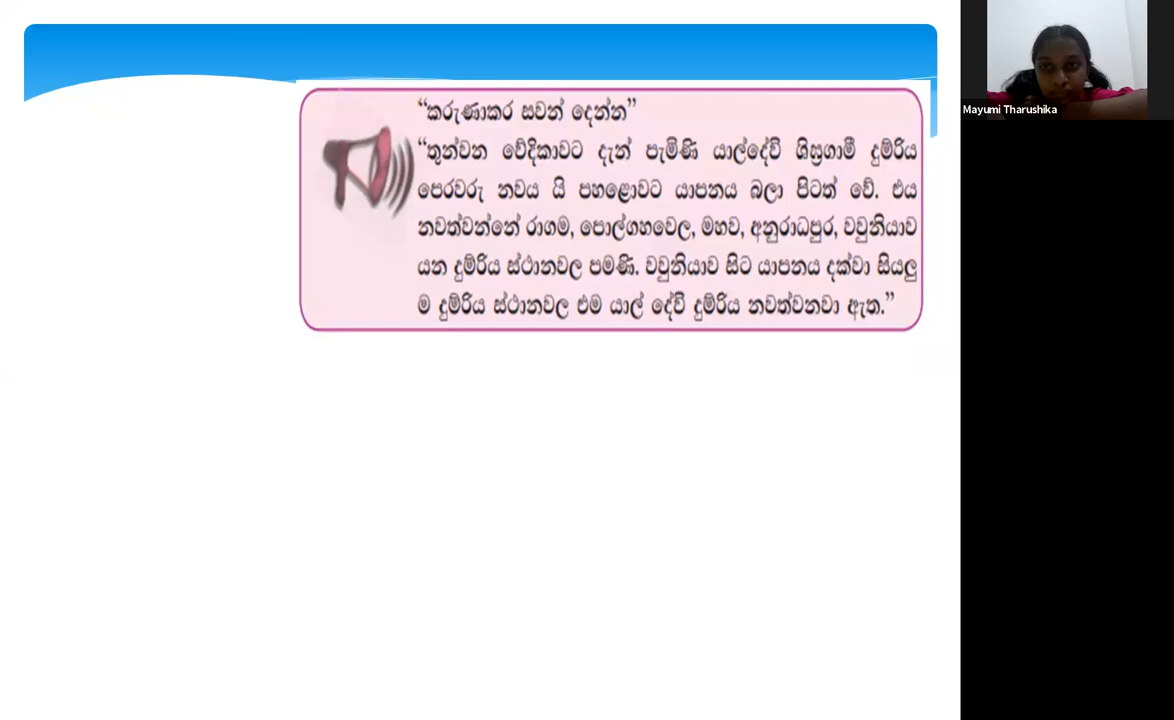 “කරුණාකර සවන් දෙන්න”
“තුන්වන වේදිකාවට දැන් පැමිණි යාල්දේවි ශීඝ්‍රගාමී දුම්රිය
පෙරවරු නවය යි පහළොවට යාපනය බලා පිටත් වේ. එය
නවත්වන්නේ රාගම, පොල්ගහවෙල, මහව, අනුරාධපුර, වවුනියාව
යන දුම්රිය ස්ථානවල පමණි. වවුනියාව සිට යාපනය දක්වා සියලු
ම දුම්රිය ස්ථානවල එම යාල් දේවි දුම්රිය නවත්වනවා ඇත.”
Mayumi Tharushika